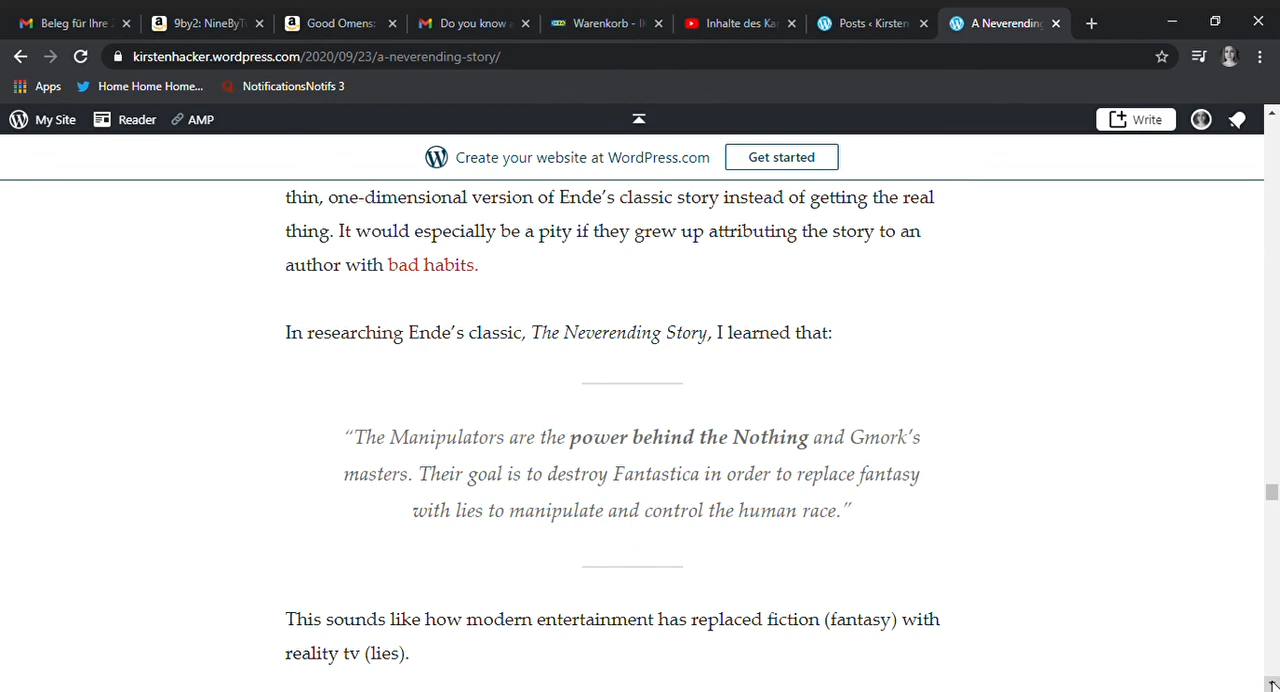 Beleg für Ihre
9by2: NineByT
Good Omens:
Do you know
Warenkorb - I
Inhalte des Ka
Posts ‹ Kirsten
A Neverending
kirstenhacker.wordpress.com/2020/09/23/a-neverending-story/
Apps
Home Home Home...
NotificationsNotifs 3
My Site
Reader
AMP
Write
Create your website at WordPress.com
Get started
thin, one-dimensional version of Ende’s classic story instead of getting the real
thing. It would especially be a pity if they grew up attributing the story to an
author with bad habits.
In researching Ende’s classic, The Neverending Story, I learned that:
“The Manipulators are the power behind the Nothing and Gmork’s
masters. Their goal is to destroy Fantastica in order to replace fantasy
with lies to manipulate and control the human race.”
This sounds like how modern entertainment has replaced fiction (fantasy) with
reality tv (lies).